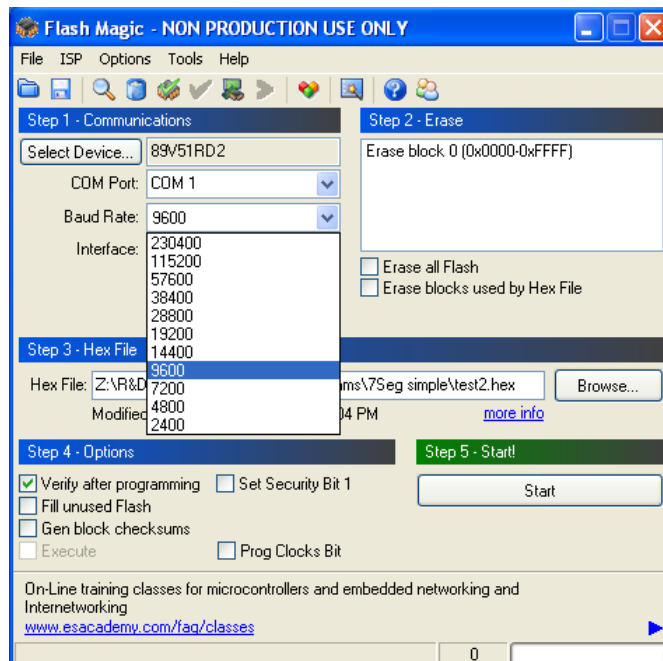 Flash Magic - NON PRODUCTION USE ONLY
File ISP Options Tools Help
Step 1 - Communications
Select Device... 89V51RD2
COM Port: COM 1
Baud Rate: 9600
Interface:
230400
115200
57600
38400
28800
19200
14400
9600
7200
4800
2400
Step 2 - Erase
Erase block 0 (0x0000-0xFFFF)
Erase all Flash
Erase blocks used by Hex File
Step 3 - Hex File
Hex File: Z:\R&D ms\7Seg simple\test2.hex Browse...
Modified 04 PM more info
Step 4 - Options
Verify after programming Set Security Bit 1
Fill unused Flash
Gen block checksums
Execute Prog Clocks Bit
Step 5 - Start!
Start
On-Line training classes for microcontrollers and embedded networking and
Internetworking
www.esacademy.com/faq/classes
0